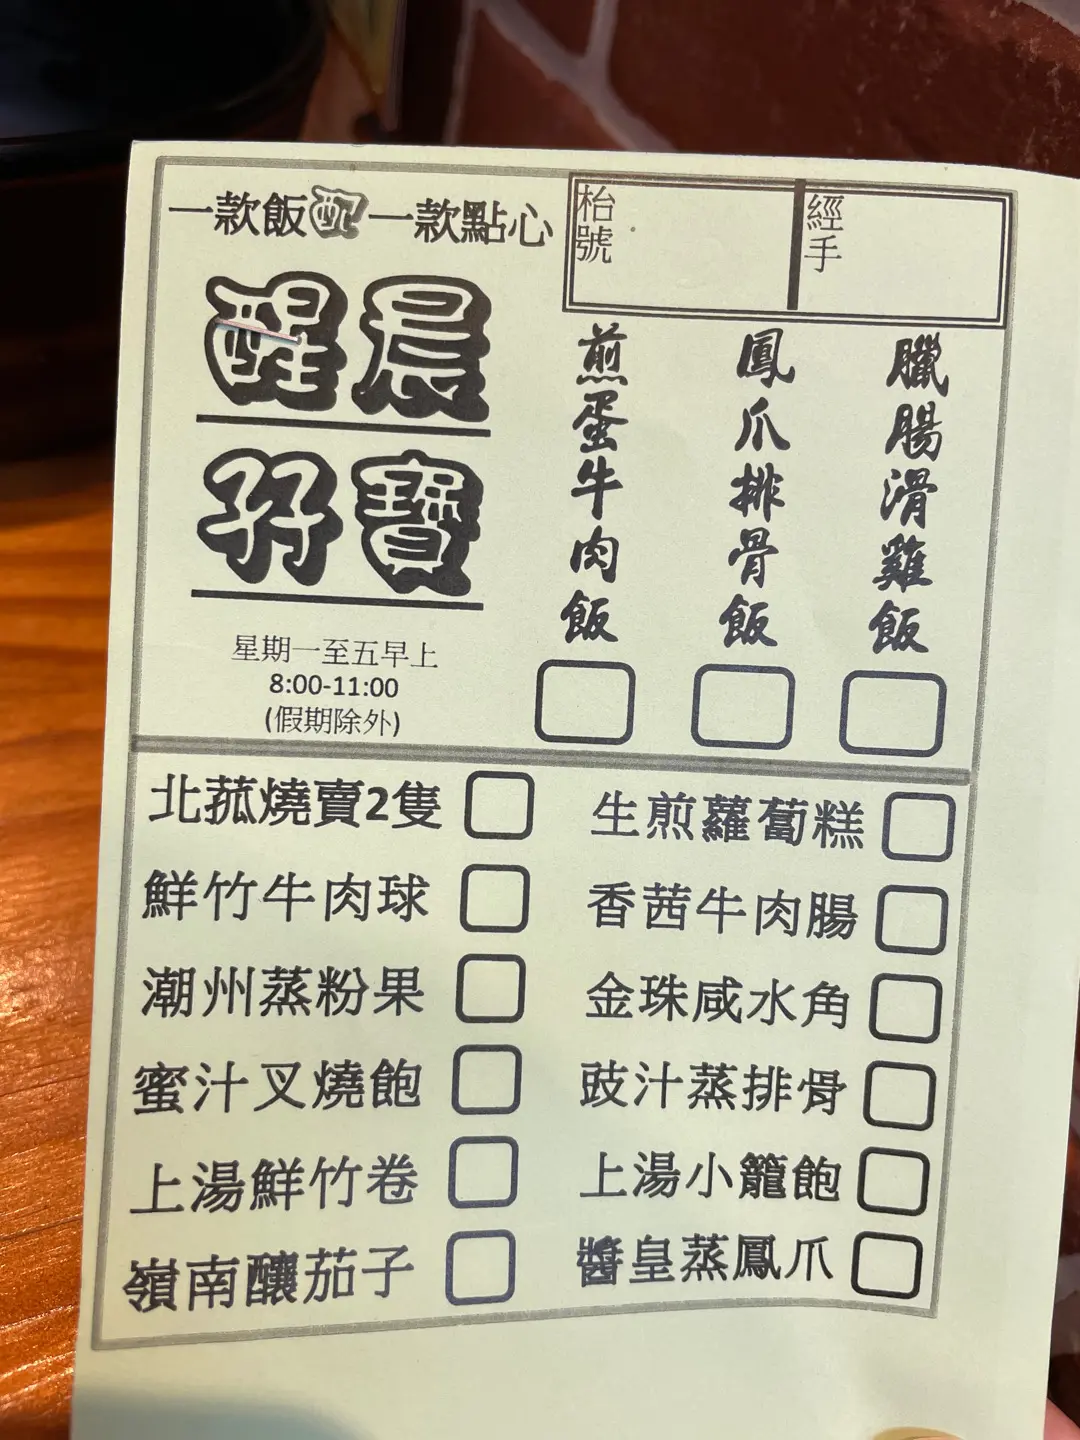 一款飯配一款點心
枱號
經手
醒晨
孖寶
星期一至五早上
8:00-11:00
(假期除外)
煎蛋牛肉飯
鳳爪排骨飯
臘腸滑雞飯
北菰燒賣2隻
生煎蘿蔔糕
鮮竹牛肉球
香茜牛肉腸
潮州蒸粉果
金珠咸水角
蜜汁叉燒飽
豉汁蒸排骨
上湯鮮竹卷
上湯小籠飽
嶺南釀茄子
醬皇蒸鳳爪